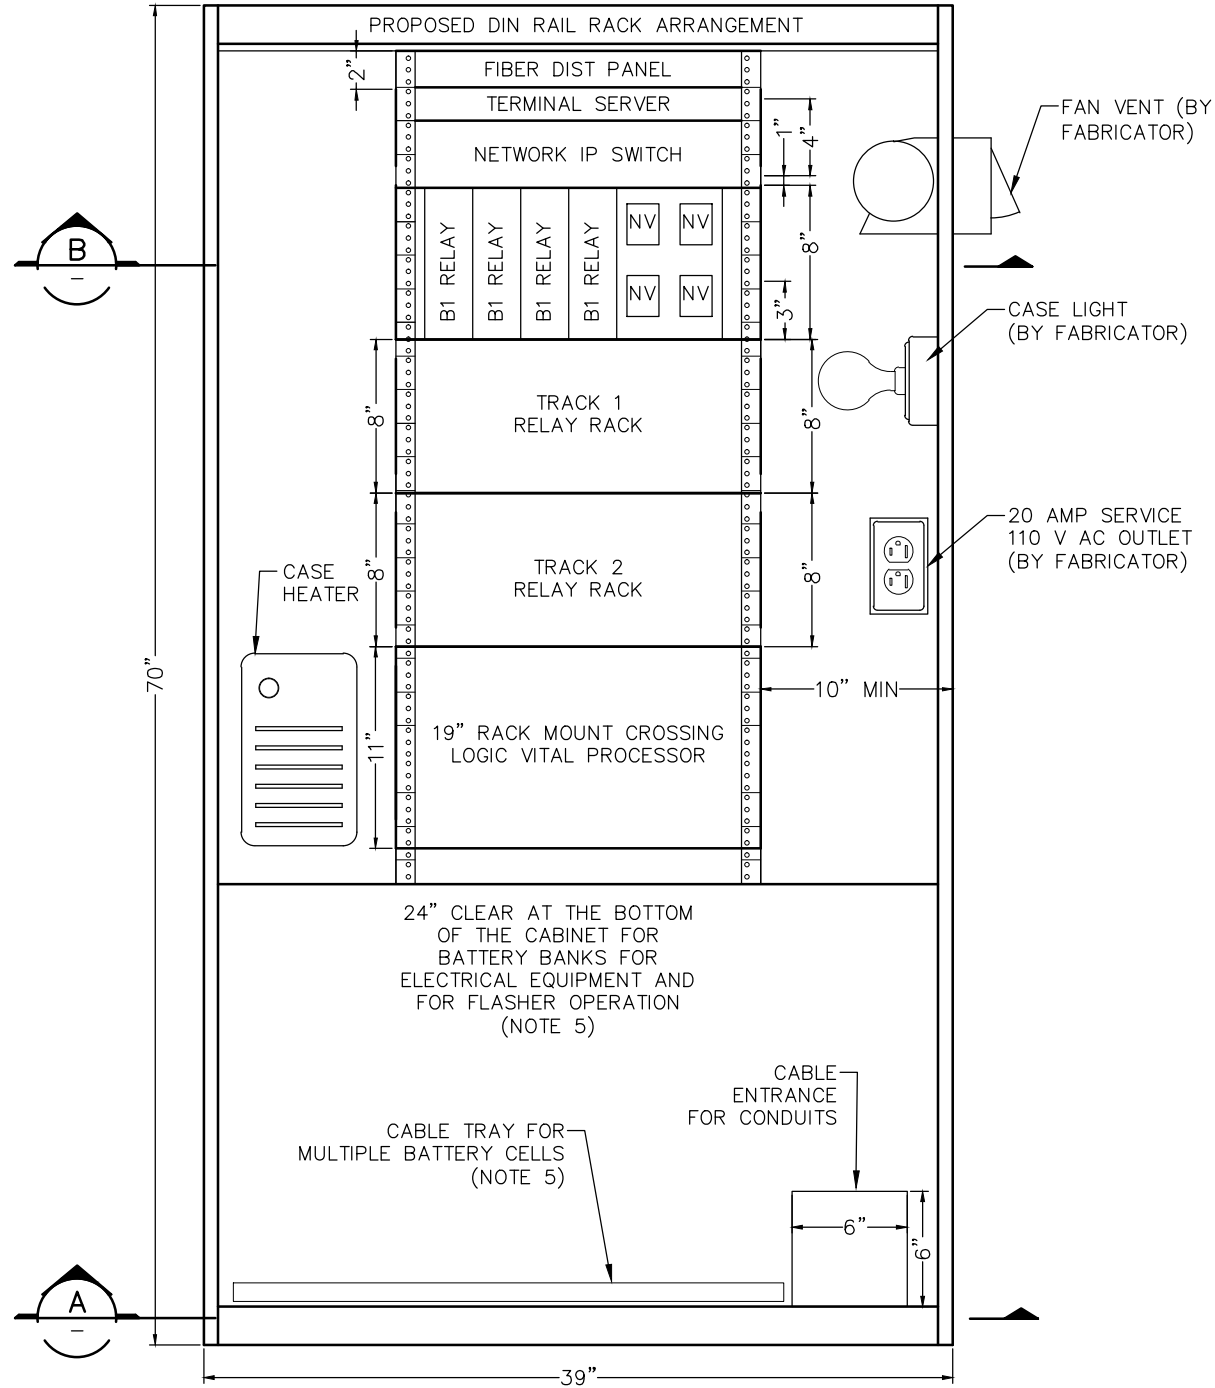 PROPOSED DIN RAIL RACK ARRANGEMENT
2”
FIBER DIST PANEL
TERMINAL SERVER
NETWORK IP SWITCH
1”
4”
FAN VENT (BY
FABRICATOR)
B
–
B1 RELAY
B1 RELAY
B1 RELAY
B1 RELAY
NV
NV
NV
NV
8”
3”
CASE LIGHT
(BY FABRICATOR)
8”
TRACK 1
RELAY RACK
8”
20 AMP SERVICE
110 V AC OUTLET
(BY FABRICATOR)
CASE
HEATER
8”
TRACK 2
RELAY RACK
8”
70”
10” MIN
11”
19” RACK MOUNT CROSSING
LOGIC VITAL PROCESSOR
24” CLEAR AT THE BOTTOM
OF THE CABINET FOR
BATTERY BANKS FOR
ELECTRICAL EQUIPMENT AND
FOR FLASHER OPERATION
(NOTE 5)
CABLE
ENTRANCE
FOR CONDUITS
CABLE TRAY FOR
MULTIPLE BATTERY CELLS
(NOTE 5)
6”
6”
A
–
39”